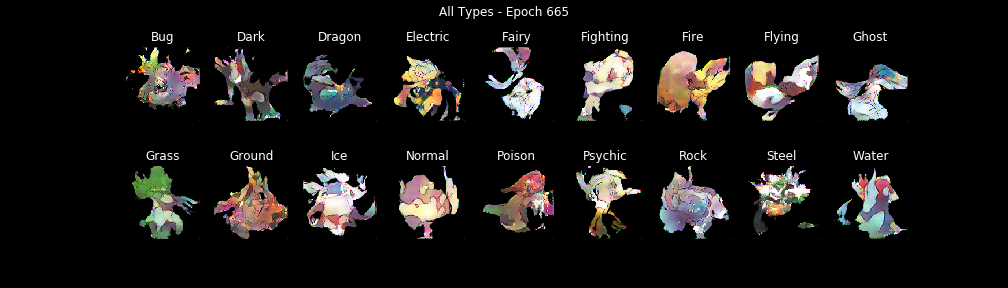 All Types - Epoch 665
Bug Dark Dragon Electric Fairy Fighting Fire Flying Ghost
Grass Ground Ice Normal Poison Psychic Rock Steel Water